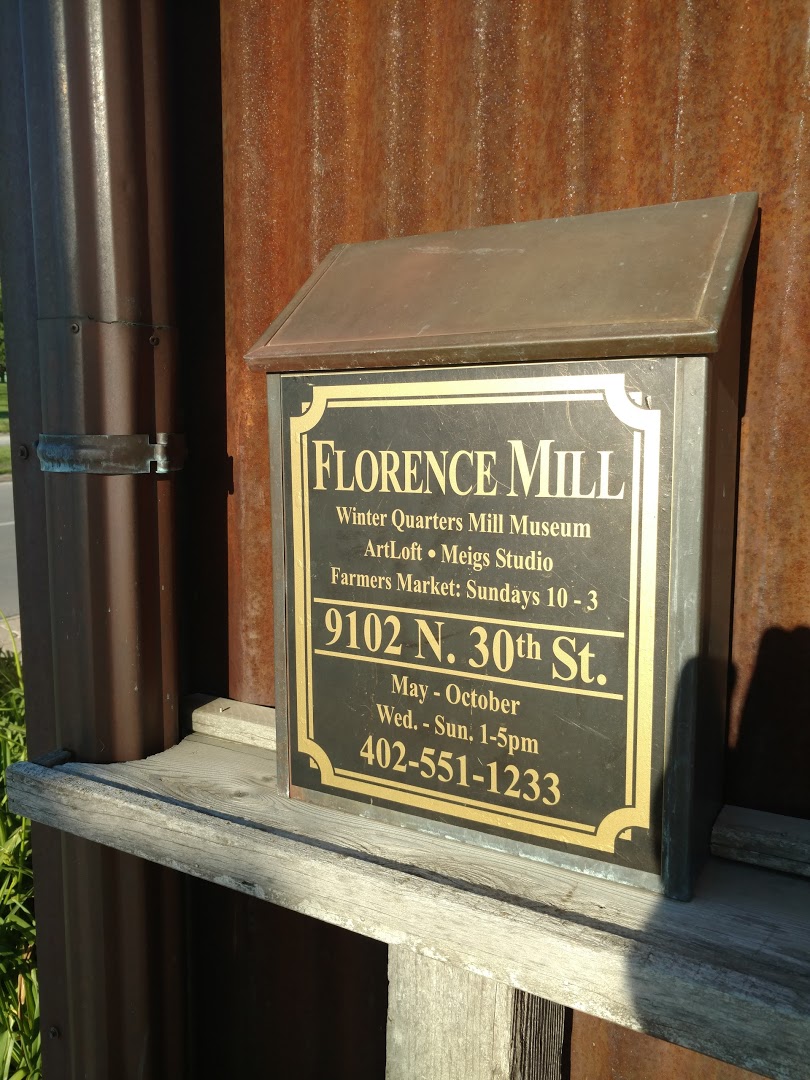 FLORENCE MILL
Winter Quarters Mill Museum
ArtLoft • Meigs Studio
Farmers Market: Sundays 10 - 3
9102 N. 30th St.
May - October
Wed. - Sun. 1-5pm
402-551-1233